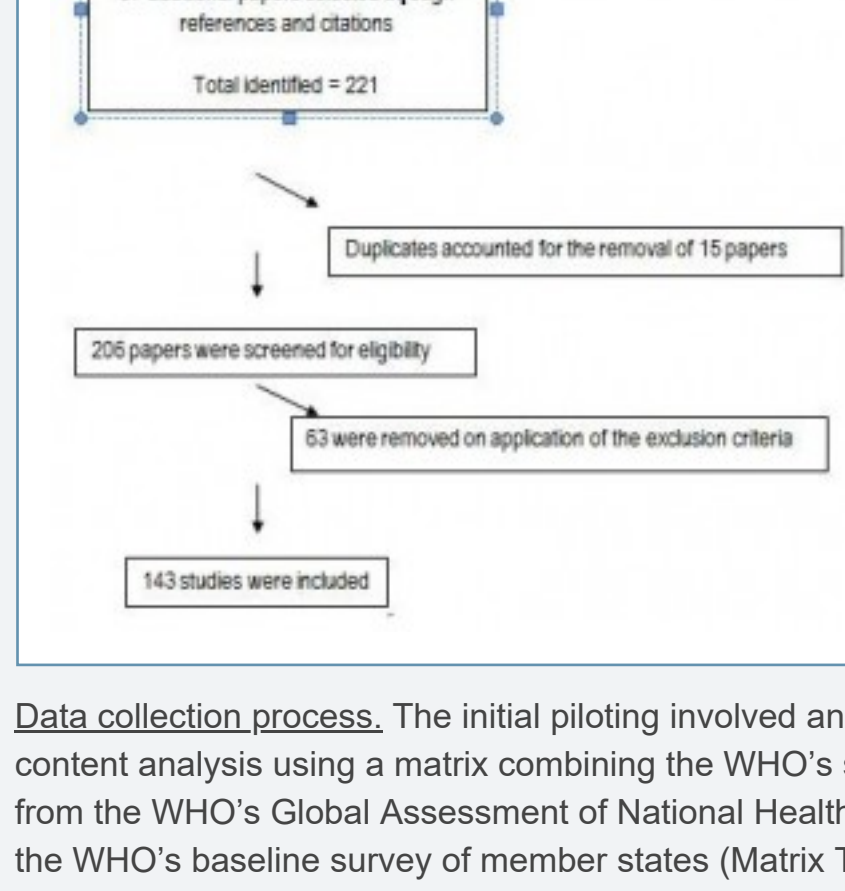 references and citations
Total identified = 221
Duplicates accounted for the removal of 15 papers
206 papers were screened for eligibility
63 were removed on application of the exclusion criteria
143 studies were included
Data collection process. The initial piloting involved an
content analysis using a matrix combining the WHO's
from the WHO's Global Assessment of National Health
the WHO's baseline survey of member states (Matrix T